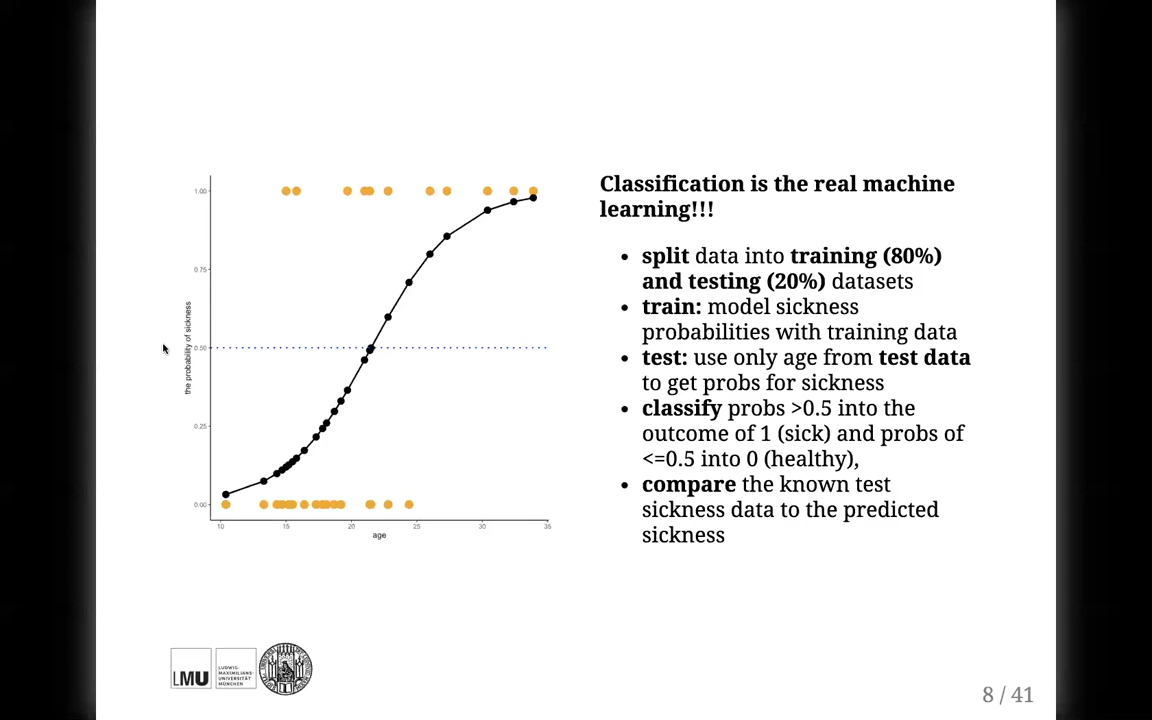 Classification is the real machine
learning!!!
split data into training (80%)
and testing (20%) datasets
train: model sickness
probabilities with training data
test: use only age from test data
to get probs for sickness
classify probs >0.5 into the
outcome of 1 (sick) and probs of
<=0.5 into 0 (healthy),
compare the known test
sickness data to the predicted
sickness
the probability of sickness
1.00
0.75
0.50
0.25
0.00
10 15 20 25 30 35
age
LMU
LUDWIG-
MAXIMILIANS-
UNIVERSITÄT
MÜNCHEN
8 / 41